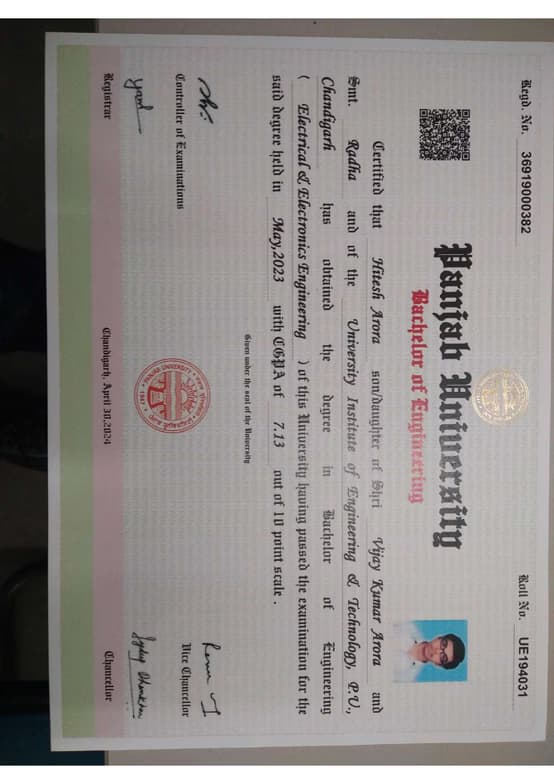 Regd. No. 36919000382
Roll No. UE194031
Panjab University
Bachelor of Engineering
Certified that Hitesh Arora son/daughter of Shri Vijay Kumar Arora and
Smt. Radha and of the University Institute of Engineering & Technology, P.U.,
Chandigarh has obtained the degree in Bachelor of Engineering
( Electrical & Electronics Engineering ) of this University having passed the examination for the
said degree held in May,2023 with CGPA of 7.13 out of 10 point scale .
Given under the seal of the University
PANJAB UNIVERSITY
Controller of Examinations
Vice Chancellor
Registrar
Chandigarh, April 30,2024
Chancellor